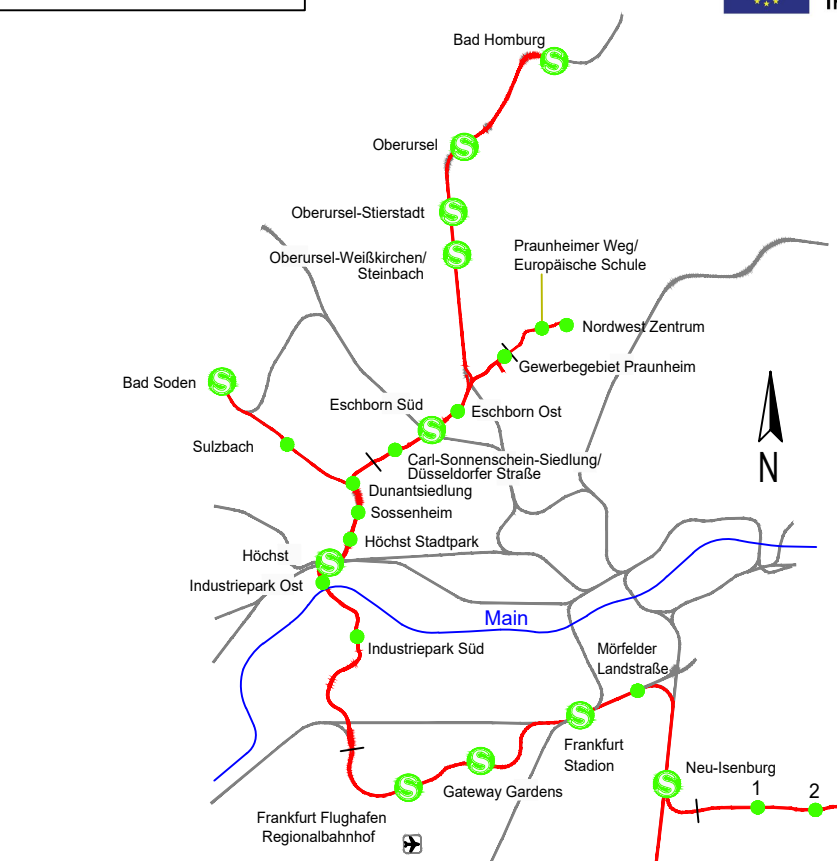 Bad Homburg
Oberursel
Oberursel-Stierstadt
Oberursel-Weißkirchen/
Steinbach
Praunheimer Weg/
Europäische Schule
Nordwest Zentrum
Gewerbegebiet Praunheim
Bad Soden
Eschborn Süd
Eschborn Ost
Sulzbach
Carl-Sonnenschein-Siedlung/
Düsseldorfer Straße
Dunantsiedlung
Sossenheim
Höchst Stadtpark
Höchst
Industriepark Ost
N
Main
Industriepark Süd
Mörfelder
Landstraße
Frankfurt
Stadion
Neu-Isenburg
1
2
Gateway Gardens
Frankfurt Flughafen
Regionalbahnhof
S
S
S
S
S
S
S
S
S
S
S